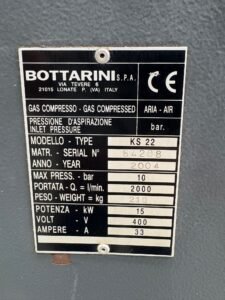 BOTTARINI S.P.A.
VIA TEVERE 8
21015 LONATE P. (VA) ITALY
CE
GAS COMPRESSO - GAS COMPRESSED ARIA - AIR
PRESSIONE D'ASPIRAZIONE
INLET PRESSURE bar.
MODELLO - TYPE KS 22
MATR. - SERIAL N°
ANNO - YEAR 2004
MAX PRESS. - bar 10
PORTATA - Q. = l/min. 2000
PESO - WEIGHT = kg
POTENZA - kW 15
VOLT - V 400
AMPERE - A 33